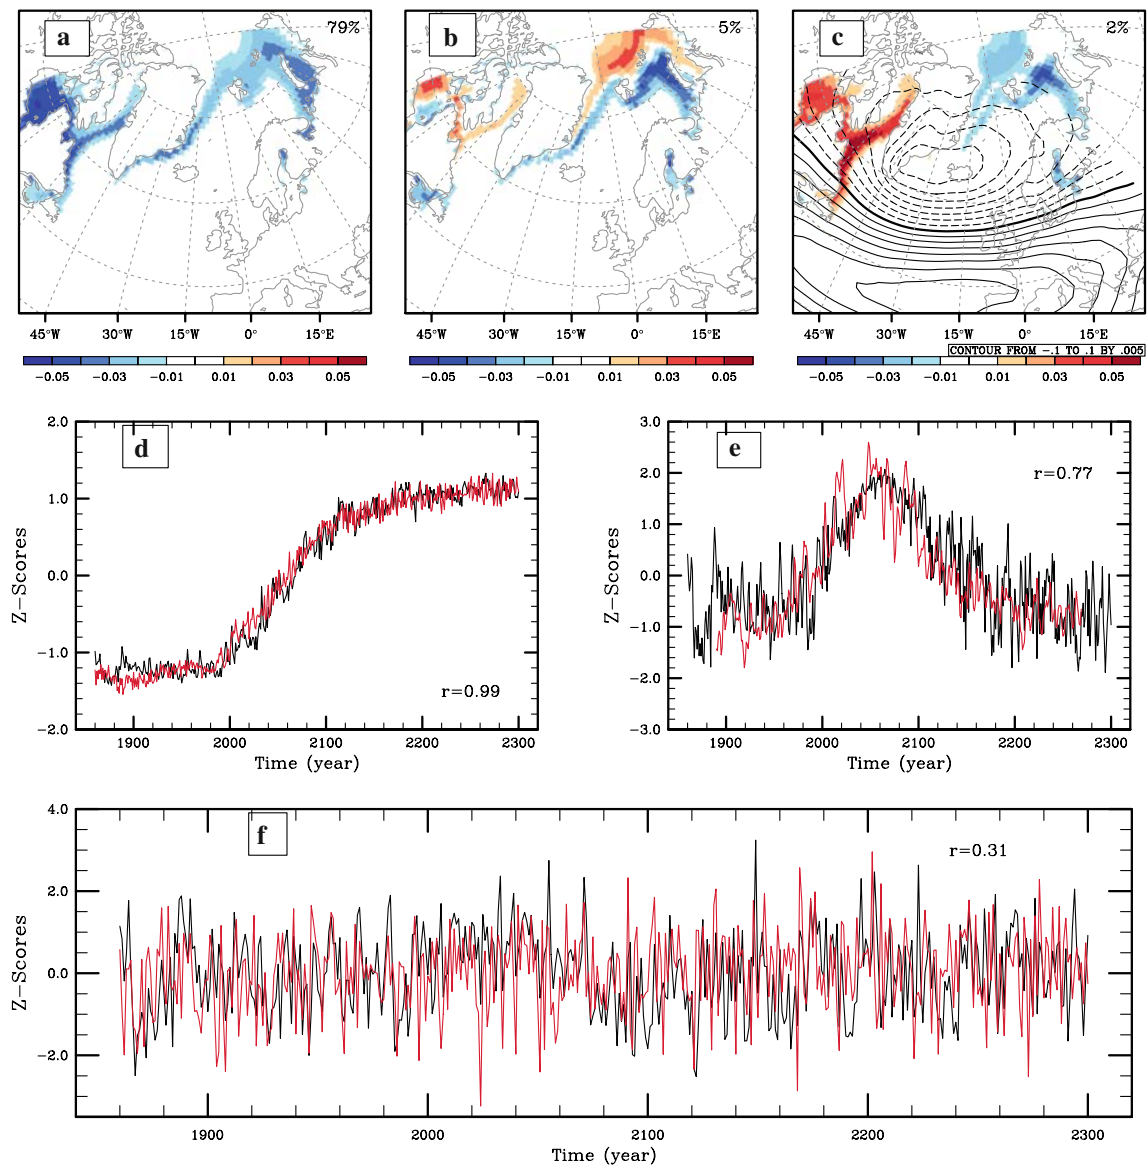 a 79% b 5% c 2%
45°W 30°W 15°W 0° 15°E 45°W 30°W 15°W 0° 15°E 45°W 30°W 15°W 0° 15°E
CONTOUR FROM -.1 TO .1 BY .005
-0.05 -0.03 -0.01 0.01 0.03 0.05 -0.05 -0.03 -0.01 0.01 0.03 0.05 -0.05 -0.03 -0.01 0.01 0.03 0.05
d
2.0
1.0
0.0
-1.0
-2.0
Z-Scores
r=0.99
1900 2000 2100 2200 2300
Time (year)
e
3.0
2.0
1.0
0.0
-1.0
-2.0
-3.0
Z-Scores
r=0.77
1900 2000 2100 2200 2300
Time (year)
f
4.0
2.0
0.0
-2.0
Z-Scores
r=0.31
1900 2000 2100 2200 2300
Time (year)